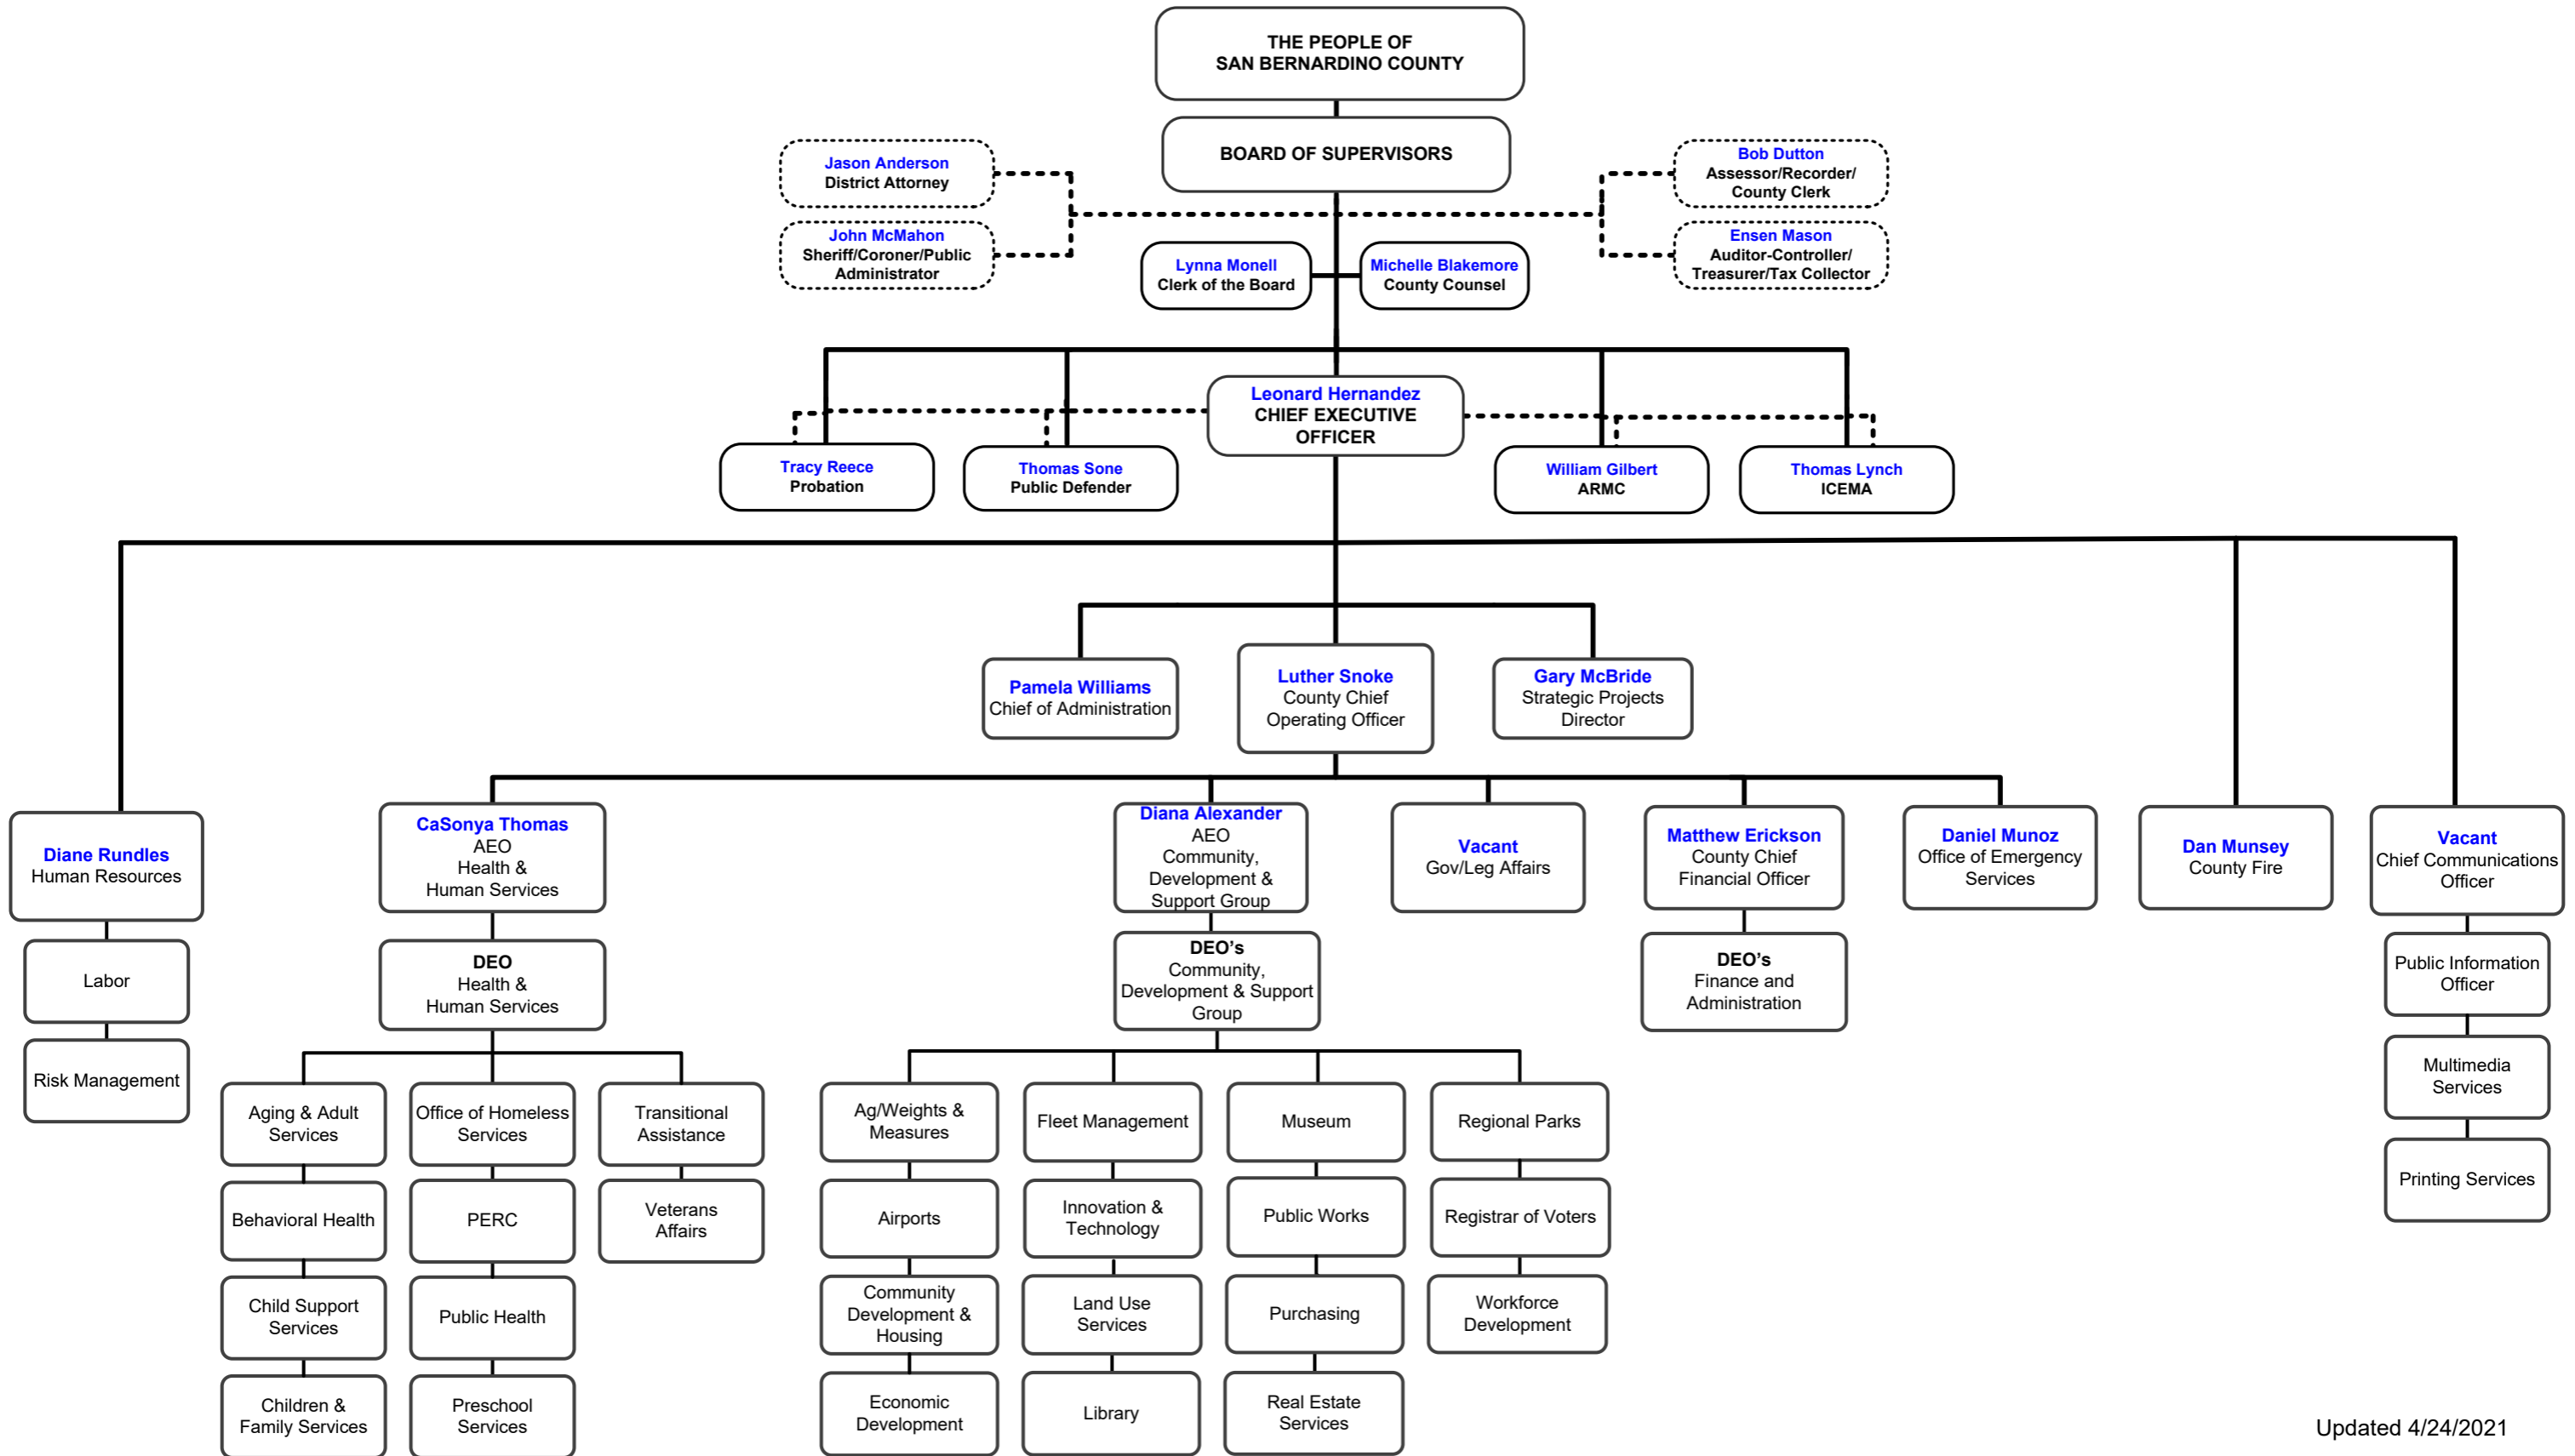 THE PEOPLE OF
SAN BERNARDINO COUNTY
BOARD OF SUPERVISORS
Jason Anderson
District Attorney
John McMahon
Sheriff/Coroner/Public
Administrator
Bob Dutton
Assessor/Recorder/
County Clerk
Ensen Mason
Auditor-Controller/
Treasurer/Tax Collector
Lynna Monell
Clerk of the Board
Michelle Blakemore
County Counsel
Leonard Hernandez
CHIEF EXECUTIVE
OFFICER
Tracy Reece
Probation
Thomas Sone
Public Defender
William Gilbert
ARMC
Thomas Lynch
ICEMA
Pamela Williams
Chief of Administration
Luther Snoke
County Chief
Operating Officer
Gary McBride
Strategic Projects
Director
Diane Rundles
Human Resources
Labor
Risk Management
CaSonya Thomas
AEO
Health &
Human Services
DEO
Health &
Human Services
Aging & Adult
Services
Behavioral Health
Child Support
Services
Children &
Family Services
Office of Homeless
Services
PERC
Public Health
Preschool
Services
Transitional
Assistance
Veterans
Affairs
Diana Alexander
AEO
Community,
Development &
Support Group
DEO's
Community,
Development & Support
Group
Ag/Weights &
Measures
Airports
Community
Development &
Housing
Economic
Development
Fleet Management
Innovation &
Technology
Land Use
Services
Library
Museum
Public Works
Purchasing
Real Estate
Services
Regional Parks
Registrar of Voters
Workforce
Development
Vacant
Gov/Leg Affairs
Matthew Erickson
County Chief
Financial Officer
DEO's
Finance and
Administration
Daniel Munoz
Office of Emergency
Services
Dan Munsey
County Fire
Vacant
Chief Communications
Officer
Public Information
Officer
Multimedia
Services
Printing Services
Updated 4/24/2021